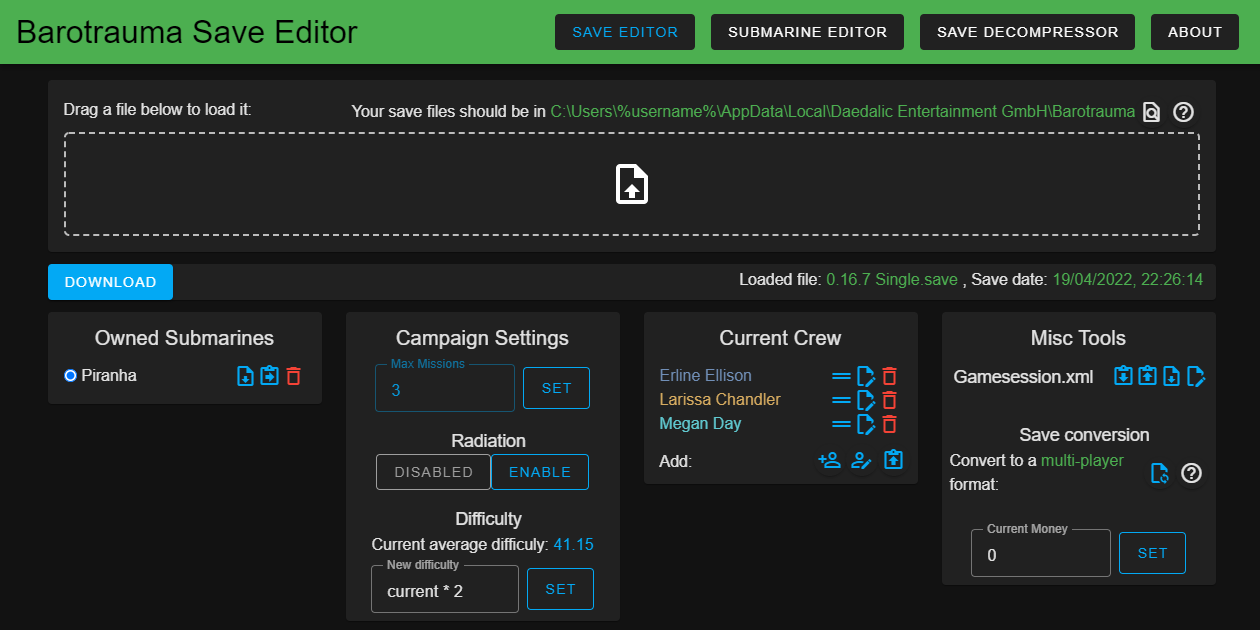 Barotrauma Save Editor
SAVE EDITOR
SUBMARINE EDITOR
SAVE DECOMPRESSOR
ABOUT
Drag a file below to load it:
Your save files should be in C:\Users\%username%\AppData\Local\Daedalic Entertainment GmbH\Barotrauma
DOWNLOAD
Loaded file: 0.16.7 Single.save , Save date: 19/04/2022, 22:26:14
Owned Submarines
Piranha
Campaign Settings
Max Missions
3
SET
Radiation
DISABLED
ENABLE
Difficulty
Current average difficuly: 41.15
New difficulty
current * 2
SET
Current Crew
Erline Ellison
Larissa Chandler
Megan Day
Add:
Misc Tools
Gamesession.xml
Save conversion
Convert to a multi-player
format:
Current Money
0
SET